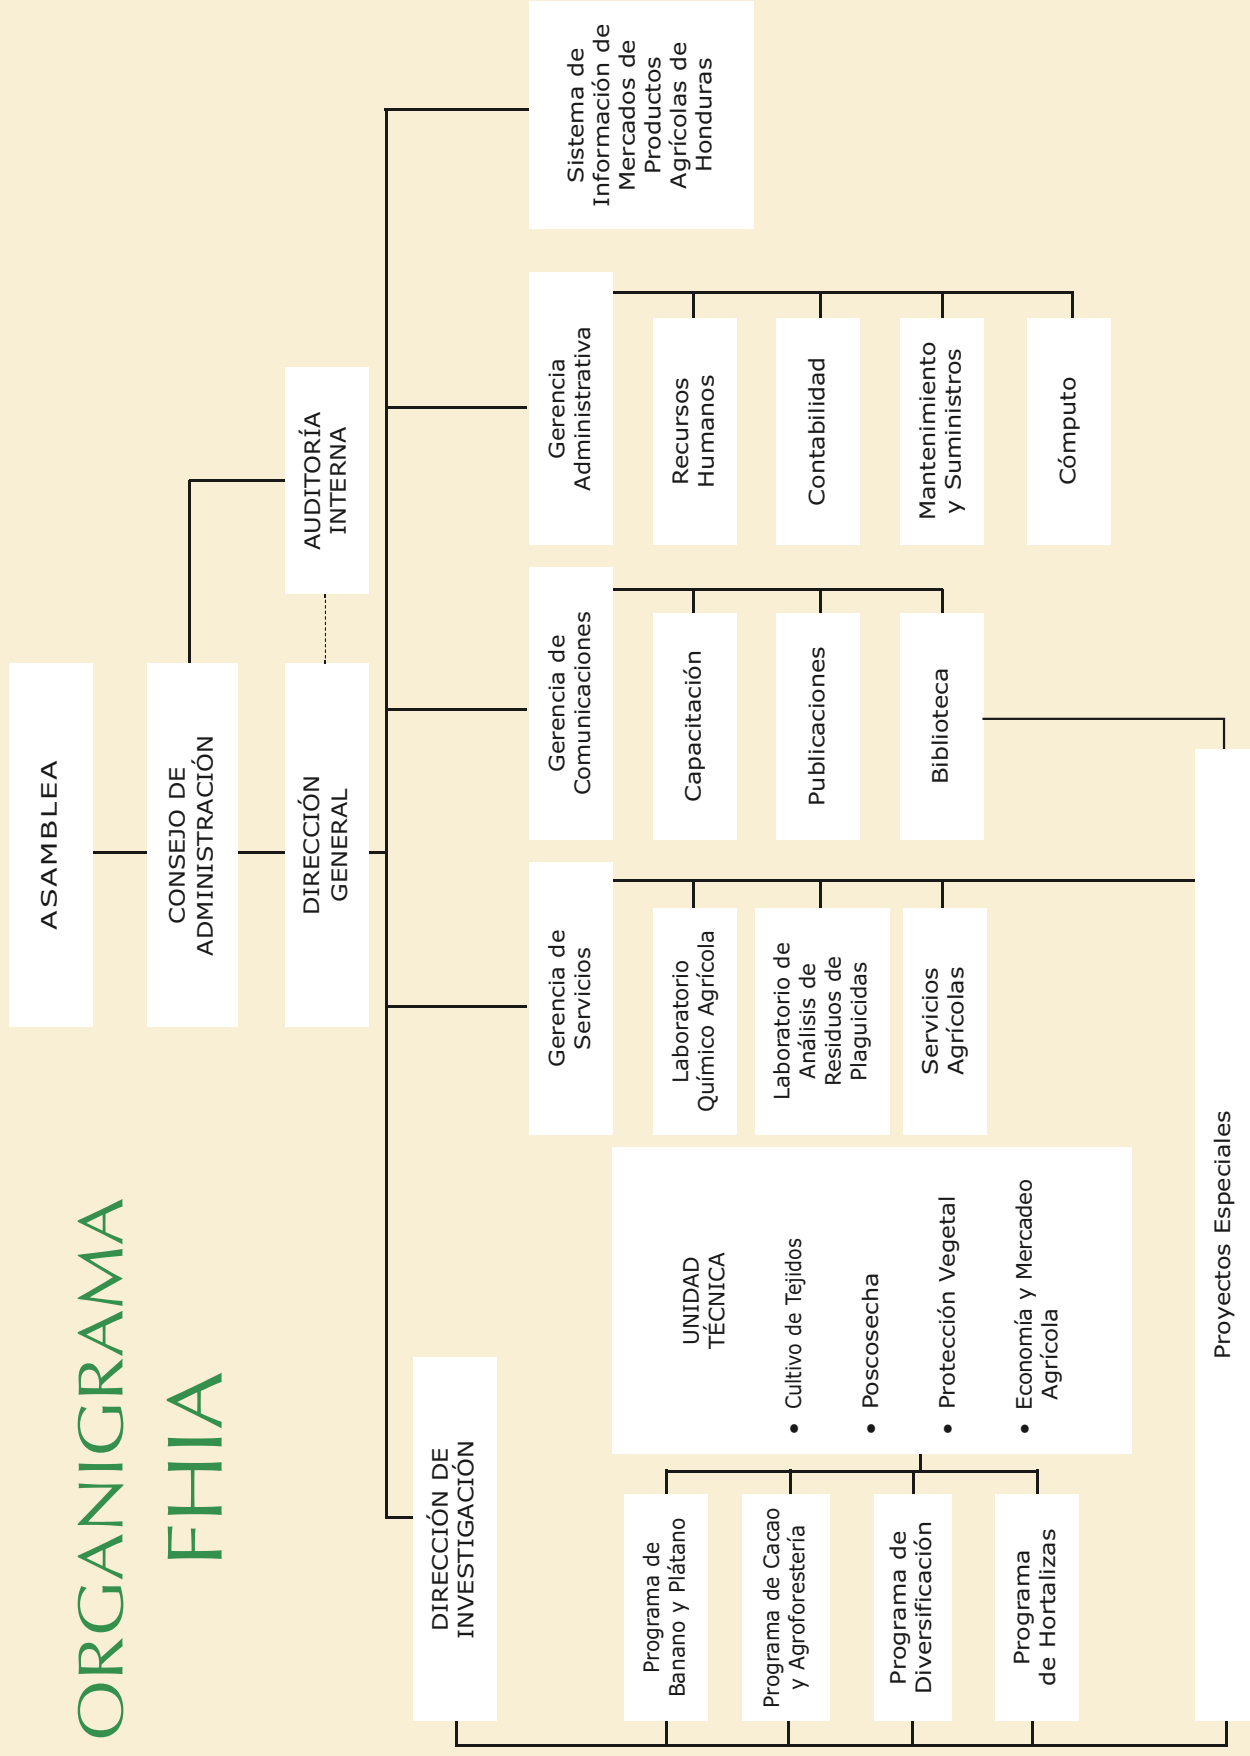 ORGANIGRAMA
FHIA
ASAMBLEA
CONSEJO DE
ADMINISTRACIÓN
DIRECCIÓN
GENERAL
AUDITORÍA
INTERNA
DIRECCIÓN DE
INVESTIGACIÓN
Gerencia de
Servicios
Gerencia de
Comunicaciones
Gerencia
Administrativa
Sistema de
Información de
Mercados de
Productos
Agrícolas de
Honduras
Programa de
Banano y Plátano
Programa de Cacao
y Agroforestería
Programa de
Diversificación
Programa
de Hortalizas
UNIDAD
TÉCNICA
• Cultivo de Tejidos
• Poscosecha
• Protección Vegetal
• Economía y Mercadeo
Agrícola
Laboratorio
Químico Agrícola
Laboratorio de
Análisis de
Residuos de
Plaguicidas
Servicios
Agrícolas
Capacitación
Publicaciones
Biblioteca
Recursos
Humanos
Contabilidad
Mantenimiento
y Suministros
Cómputo
Proyectos Especiales